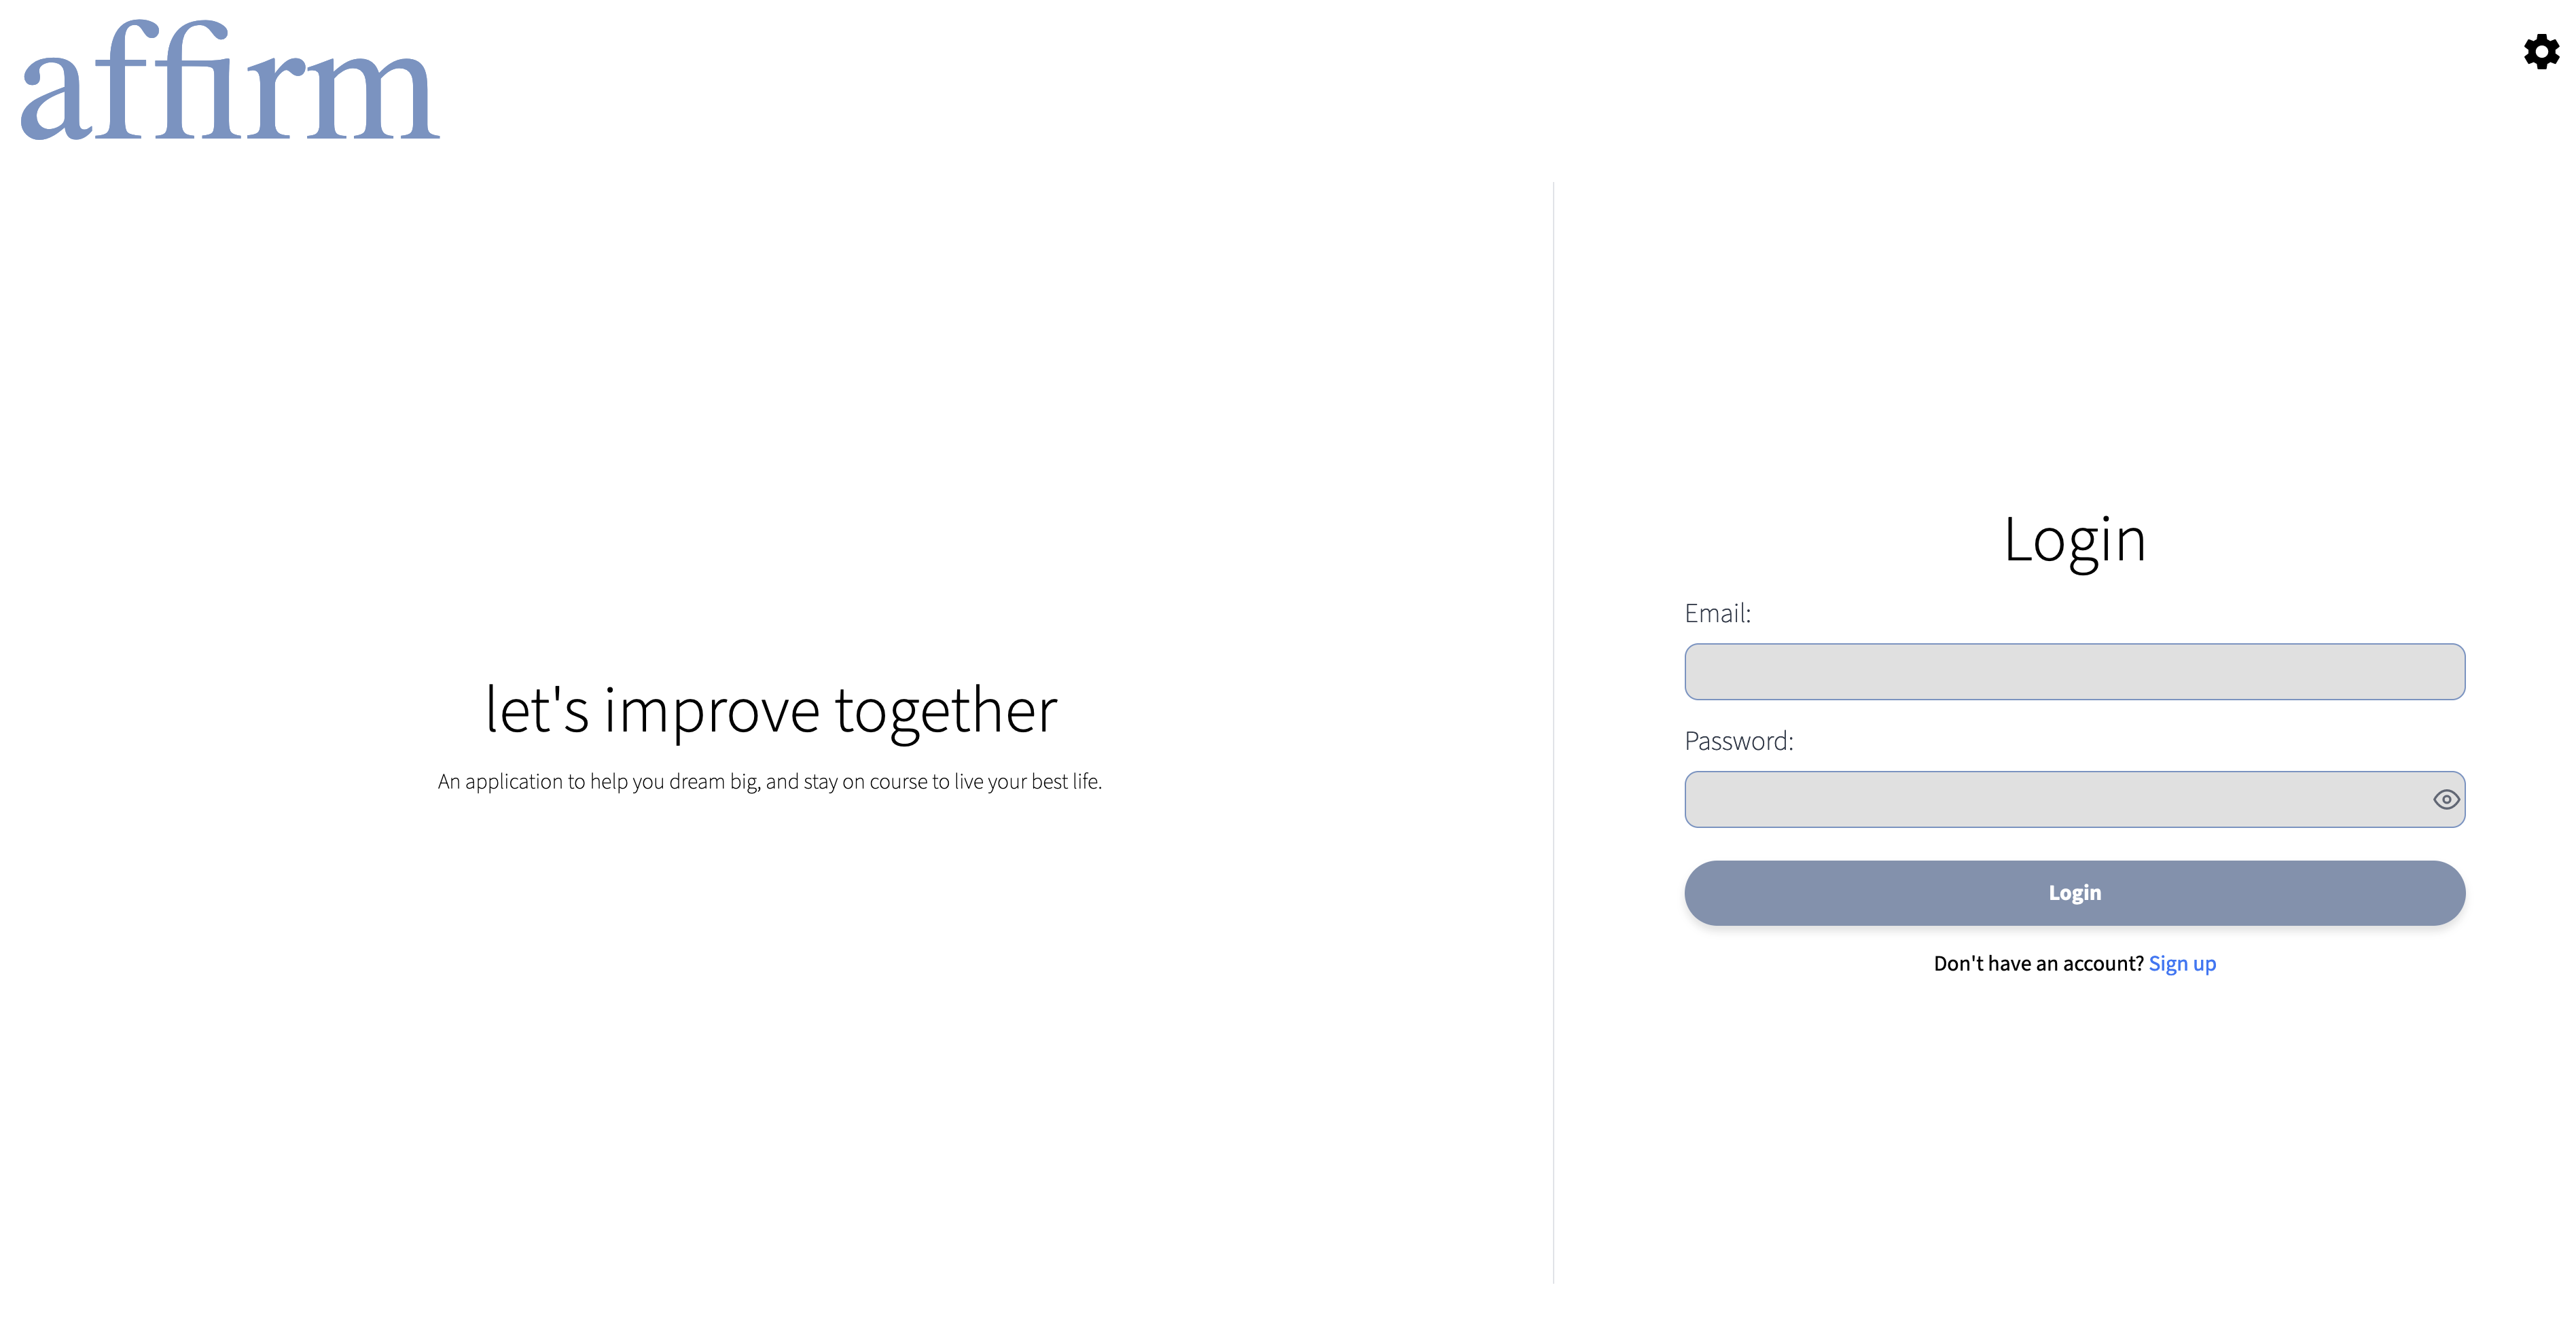 affirm
let's improve together
An application to help you dream big, and stay on course to live your best life.
Login
Email:
Password:
Login
Don't have an account? Sign up